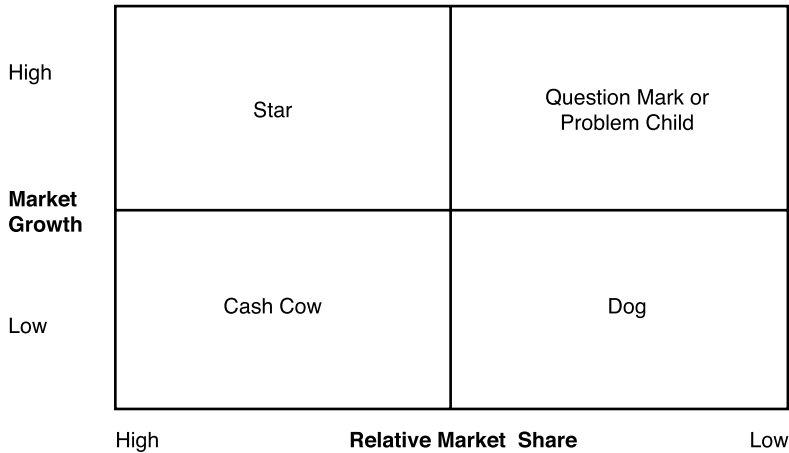 High
Star
Question Mark or
Problem Child
Market
Growth
Cash Cow
Dog
Low
High
Relative Market Share
Low